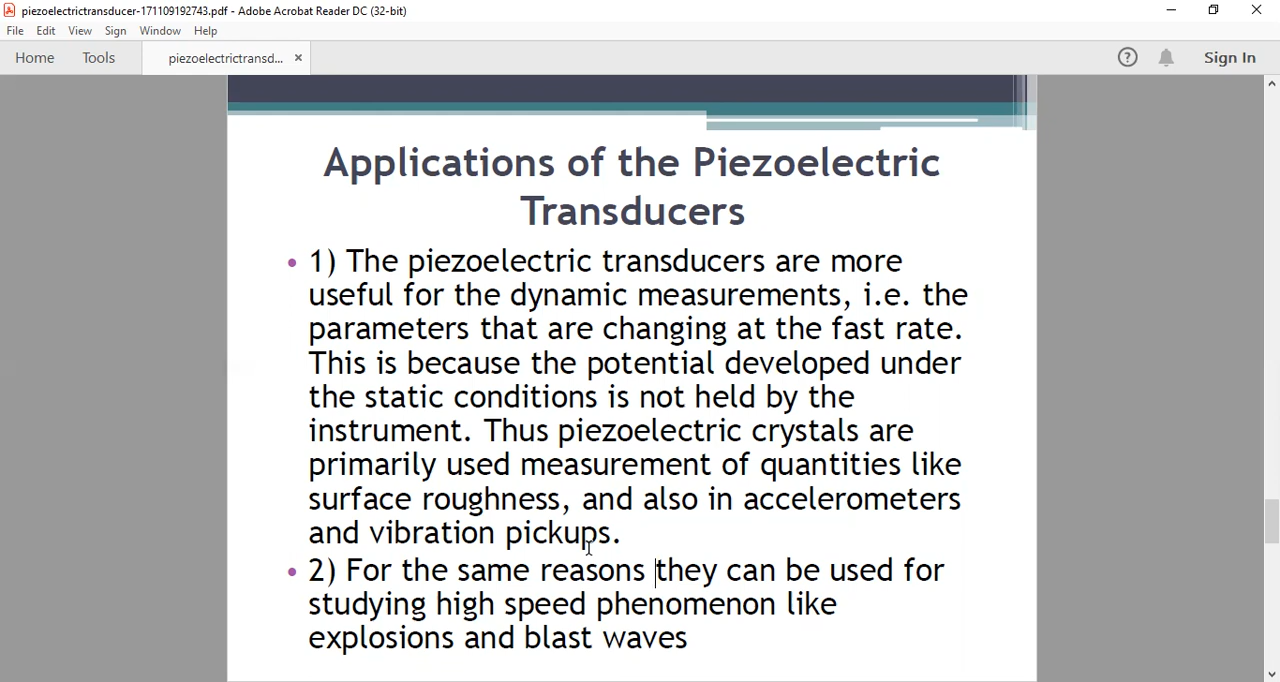 piezoelectrictransducer-171109192743.pdf - Adobe Acrobat Reader DC (32-bit)
File Edit View Sign Window Help
Home Tools piezoelectrictransd... × ? Sign In
Applications of the Piezoelectric
Transducers
• 1) The piezoelectric transducers are more
useful for the dynamic measurements, i.e. the
parameters that are changing at the fast rate.
This is because the potential developed under
the static conditions is not held by the
instrument. Thus piezoelectric crystals are
primarily used measurement of quantities like
surface roughness, and also in accelerometers
and vibration pickups.
• 2) For the same reasons they can be used for
studying high speed phenomenon like
explosions and blast waves